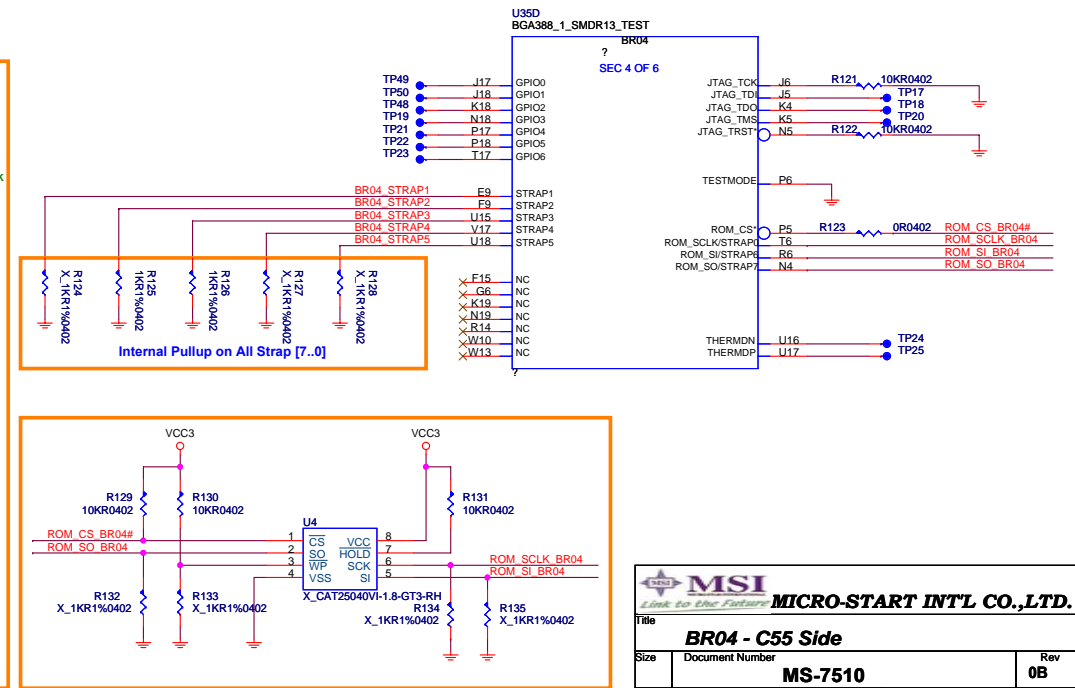 U35D
BGA388_1_SMDR13_TEST
BR04
?
SEC 4 OF 6
TP49 J17 GPIO0
TP50 J18 GPIO1
TP48 K18 GPIO2
TP19 N18 GPIO3
TP21 P17 GPIO4
TP22 P18 GPIO5
TP23 T17 GPIO6
JTAG_TCK J6 R121 10KR0402
JTAG_TDI J5 TP17
JTAG_TDO K4 TP18
JTAG_TMS K5 TP20
JTAG_TRST* N5 R122 10KR0402
k
TESTMODE P6
BR04_STRAP1 E9 STRAP1
BR04_STRAP2 F9 STRAP2
BR04_STRAP3 U15 STRAP3
BR04_STRAP4 V17 STRAP4
BR04_STRAP5 U18 STRAP5
ROM_CS* P5 R123 0R0402 ROM_CS_BR04#
ROM_SCLK/STRAP0 T6 ROM_SCLK_BR04
ROM_SI/STRAP6 R6 ROM_SI_BR04
ROM_SO/STRAP7 N4 ROM_SO_BR04
R124 X_1KR1%0402
R125 1KR1%0402
R126 1KR1%0402
R127 X_1KR1%0402
R128 X_1KR1%0402
Internal Pullup on All Strap [7..0]
F15 NC
G6 NC
K19 NC
N19 NC
R14 NC
W10 NC
W13 NC
?
THERMDN U16 TP24
THERMDP U17 TP25
VCC3
VCC3
R129
10KR0402
R130
10KR0402
R131
10KR0402
U4
ROM_CS_BR04# 1 CS VCC 8
ROM_SO_BR04 2 SO HOLD 7
3 WP SCK 6 ROM_SCLK_BR04
4 VSS SI 5 ROM_SI_BR04
X_CAT25040VI-1.8-GT3-RH
R132
X_1KR1%0402
R133
X_1KR1%0402
R134
X_1KR1%0402
R135
X_1KR1%0402
MSI
Link to the Future
MICRO-START INT'L CO.,LTD.
Title
BR04 - C55 Side
Size
Document Number
MS-7510
Rev
0B